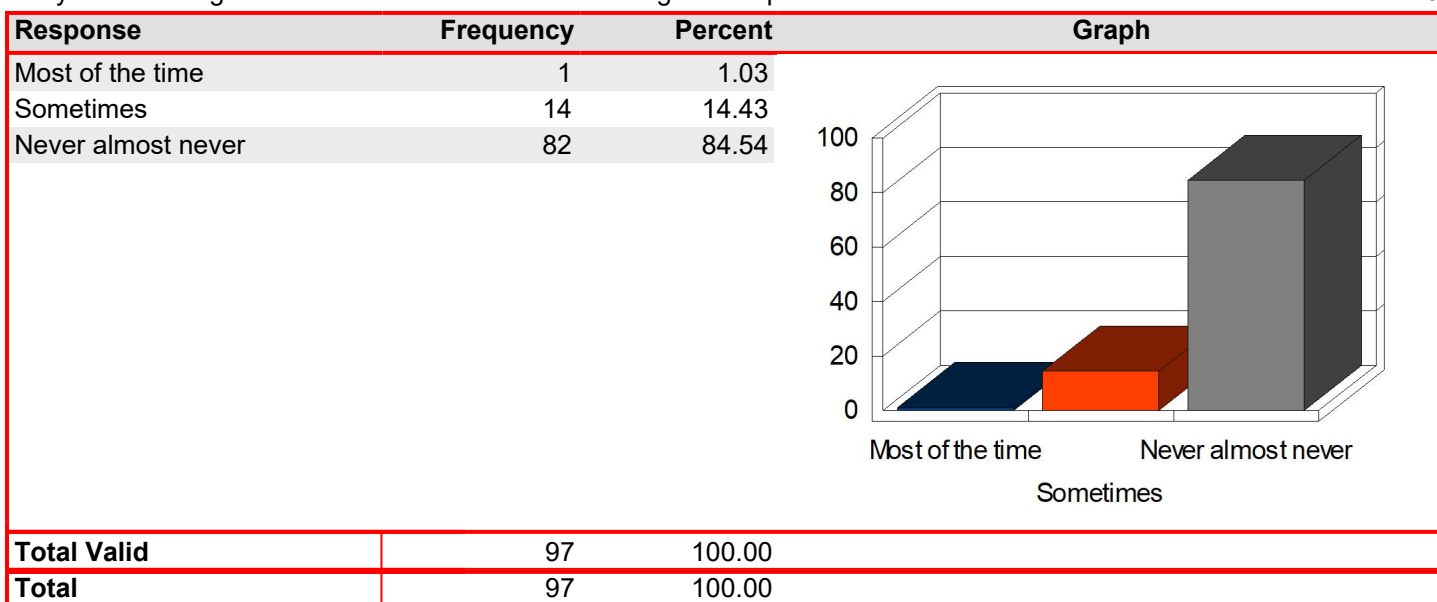 Response Frequency Percent Graph
Most of the time 1 1.03
Sometimes 14 14.43
Never almost never 82 84.54
100
80
60
40
20
0
Most of the time Never almost never
Sometimes
Total Valid 97 100.00
Total 97 100.00